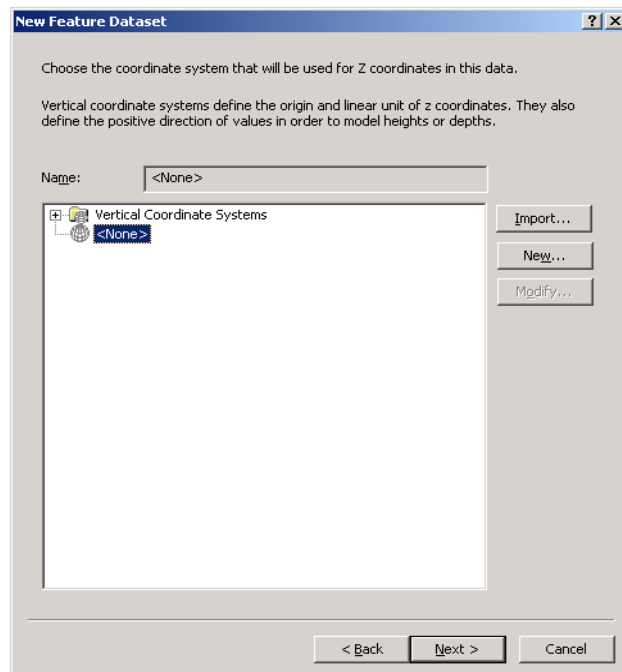 New Feature Dataset
Choose the coordinate system that will be used for Z coordinates in this data.
Vertical coordinate systems define the origin and linear unit of z coordinates. They also
define the positive direction of values in order to model heights or depths.
Name: <None>
Vertical Coordinate Systems
<None>
Import...
New...
Modify...
< Back Next > Cancel